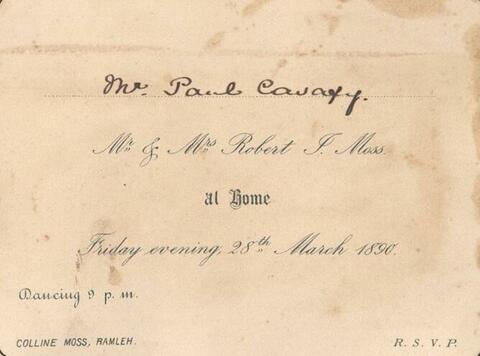 Mr. Paul Cavafy.
Mr & Mrs Robert J. Moss.
at Home
Friday evening, 28th March 1890.
Dancing 9 p. m.
COLLINE MOSS, RAMLEH.
R. S. V. P.